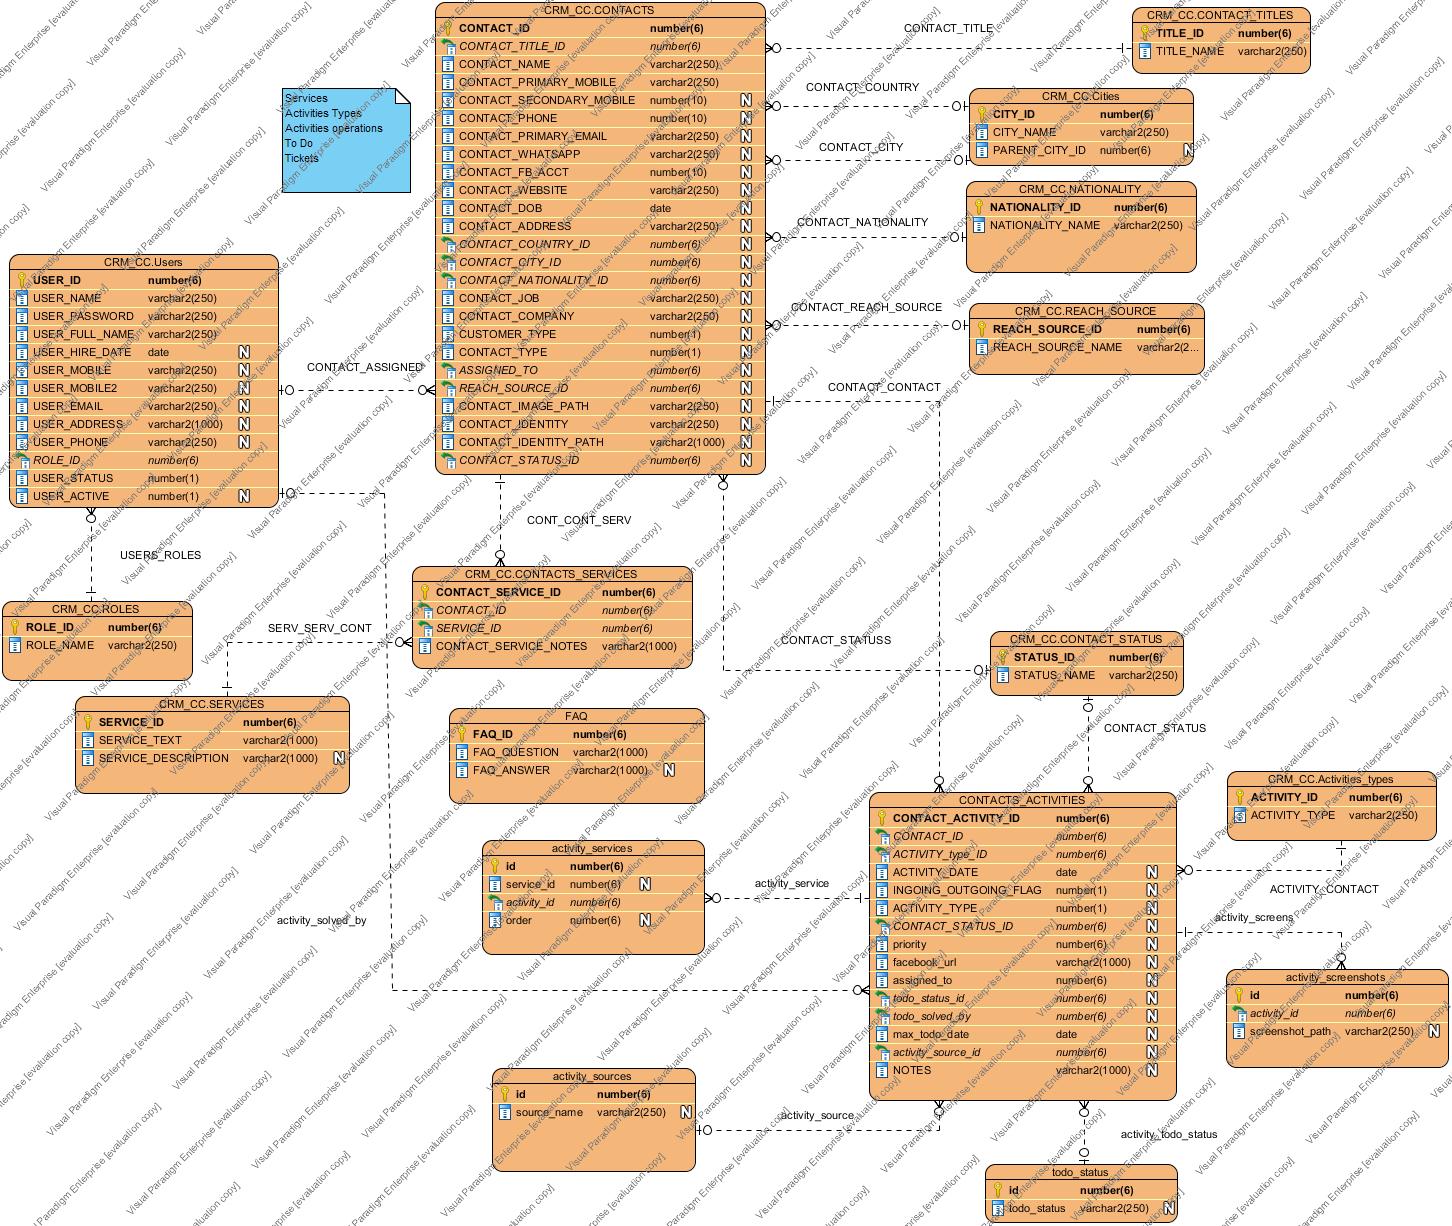 CRM_CC.CONTACTS
CONTACT_ID number(6)
CONTACT_TITLE_ID number(6)
CONTACT_NAME varchar2(250)
CONTACT_PRIMARY_MOBILE varchar2(250)
CONTACT_SECONDARY_MOBILE number(10) N
CONTACT_PHONE number(10) N
CONTACT_PRIMARY_EMAIL varchar2(250) N
CONTACT_WHATSAPP varchar2(250) N
CONTACT_FB_ACCT number(10) N
CONTACT_WEBSITE varchar2(250) N
CONTACT_DOB date N
CONTACT_ADDRESS varchar2(250) N
CONTACT_COUNTRY_ID number(6) N
CONTACT_CITY_ID number(6) N
CONTACT_NATIONALITY_ID number(6) N
CONTACT_JOB varchar2(250) N
CONTACT_COMPANY varchar2(250) N
CUSTOMER_TYPE number(1) N
CONTACT_TYPE number(1) N
ASSIGNED_TO number(6) N
REACH_SOURCE_ID number(6) N
CONTACT_IMAGE_PATH varchar2(250) N
CONTACT_IDENTITY varchar2(250) N
CONTACT_IDENTITY_PATH varchar2(1000) N
CONTACT_STATUS_ID number(6) N
CONTACT_TITLE
CRM_CC.CONTACT_TITLES
TITLE_ID number(6)
TITLE_NAME varchar2(250)
Services
Activities Types
Activities operations
To Do
Tickets
CONTACT_COUNTRY
CONTACT_CITY
CRM_CC.Cities
CITY_ID number(6)
CITY_NAME varchar2(250)
PARENT_CITY_ID number(6) N
CONTACT_NATIONALITY
CRM_CC.NATIONALITY
NATIONALITY_ID number(6)
NATIONALITY_NAME varchar2(250)
CRM_CC.Users
USER_ID number(6)
USER_NAME varchar2(250)
USER_PASSWORD varchar2(250)
USER_FULL_NAME varchar2(250)
USER_HIRE_DATE date N
USER_MOBILE varchar2(250) N
USER_MOBILE2 varchar2(250) N
USER_EMAIL varchar2(250) N
USER_ADDRESS varchar2(1000) N
USER_PHONE varchar2(250) N
ROLE_ID number(6)
USER_STATUS number(1)
USER_ACTIVE number(1) N
CONTACT_ASSIGNED
CONTACT_REACH_SOURCE
CRM_CC.REACH_SOURCE
REACH_SOURCE_ID number(6)
REACH_SOURCE_NAME varchar2(2...
CONTACT_CONTACT
CONT_CONT_SERV
USERS_ROLES
CRM_CC.CONTACTS_SERVICES
CONTACT_SERVICE_ID number(6)
CONTACT_ID number(6)
SERVICE_ID number(6)
CONTACT_SERVICE_NOTES varchar2(1000)
CRM_CC.ROLES
ROLE_ID number(6)
ROLE_NAME varchar2(250)
SERV_SERV_CONT
CONTACT_STATUSS
CRM_CC.CONTACT_STATUS
STATUS_ID number(6)
STATUS_NAME varchar2(250)
CRM_CC.SERVICES
SERVICE_ID number(6)
SERVICE_TEXT varchar2(1000)
SERVICE_DESCRIPTION varchar2(1000) N
FAQ
FAQ_ID number(6)
FAQ_QUESTION varchar2(1000)
FAQ_ANSWER varchar2(1000) N
CONTACT_STATUS
CRM_CC.Activities_types
ACTIVITY_ID number(6)
ACTIVITY_TYPE varchar2(250)
CONTACTS_ACTIVITIES
CONTACT_ACTIVITY_ID number(6)
CONTACT_ID number(6)
ACTIVITY_type_ID number(6)
ACTIVITY_DATE date N
INGOING_OUTGOING_FLAG number(1) N
ACTIVITY_TYPE number(1) N
CONTACT_STATUS_ID number(6) N
priority number(6) N
facebook_url varchar2(1000) N
assigned_to number(6) N
todo_status_id number(6) N
todo_solved_by number(6) N
max_todo_date date N
activity_source_id number(6) N
NOTES varchar2(1000) N
activity_services
id number(6)
service_id number(6) N
activity_id number(6)
order number(6) N
activity_service
ACTIVITY_CONTACT
activity_screens
activity_solved_by
activity_screenshots
id number(6)
activity_id number(6)
screenshot_path varchar2(250) N
activity_sources
id number(6)
source_name varchar2(250) N
activity_source
activity_todo_status
todo_status
id number(6)
todo_status varchar2(250) N
Visual Paradigm Enterprise [evaluation copy]